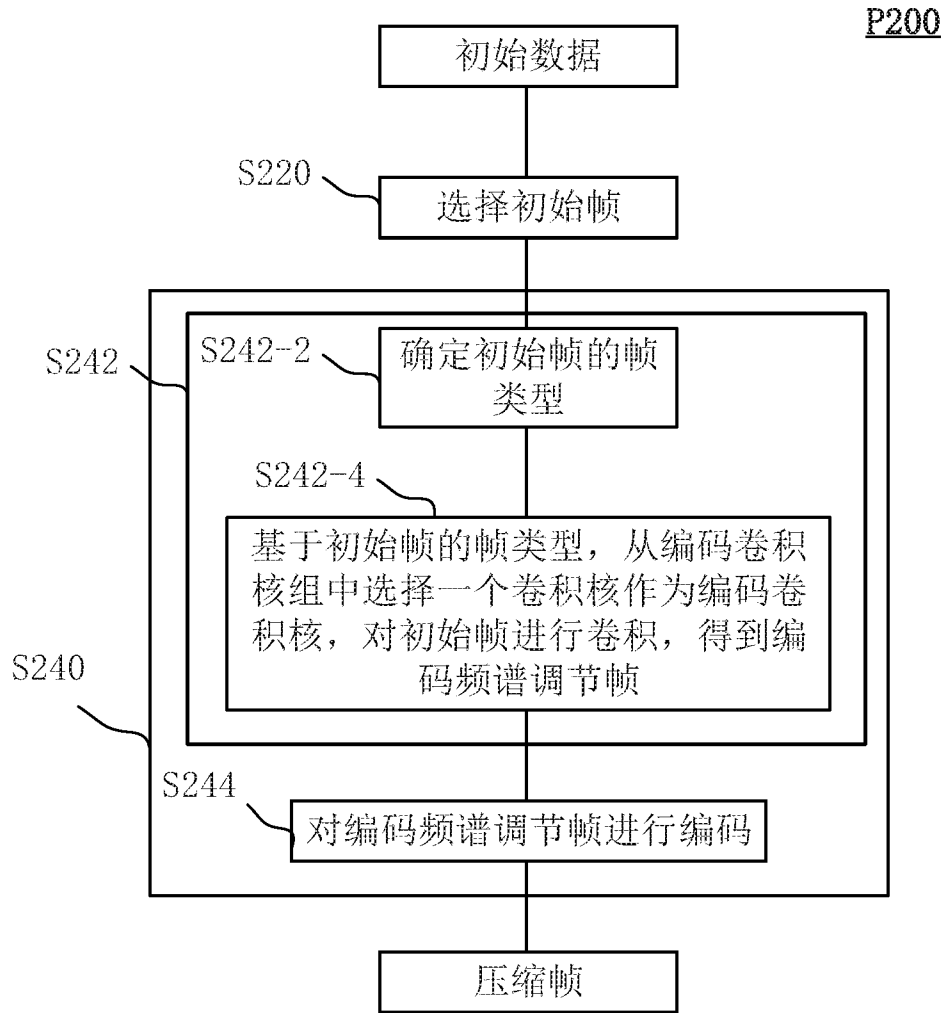 P200
初始数据
S220
选择初始帧
S242
S242-2
确定初始帧的帧
类型
S242-4
基于初始帧的帧类型，从编码卷积
核组中选择一个卷积核作为编码卷
积核，对初始帧进行卷积，得到编
码频谱调节帧
S240
S244
对编码频谱调节帧进行编码
压缩帧